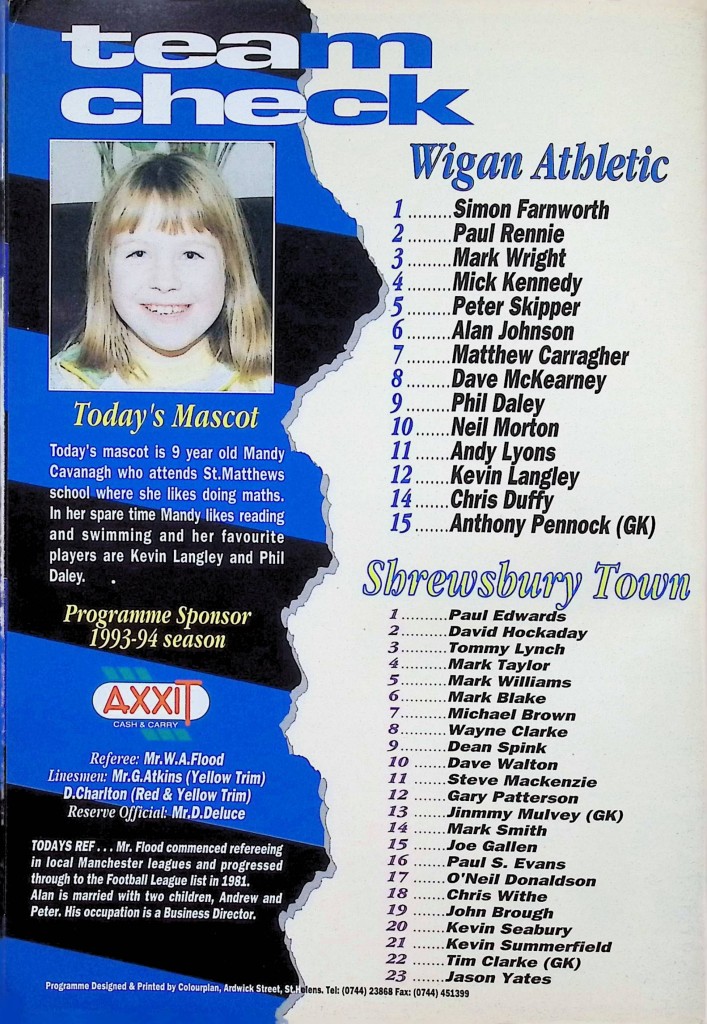 team
check
Today's Mascot
Today's mascot is 9 year old Mandy
Cavanagh who attends St.Matthews
school where she likes doing maths.
In her spare time Mandy likes reading
and swimming and her favourite
players are Kevin Langley and Phil
Daley.
Programme Sponsor
1993-94 season
AXXIT
CASH & CARRY
Referee: Mr.W.A.Flood
Linesmen: Mr.G.Atkins (Yellow Trim)
D.Charlton (Red & Yellow Trim)
Reserve Official: Mr.D.Deluce
TODAYS REF . . . Mr. Flood commenced refereeing
in local Manchester leagues and progressed
through to the Football League list in 1981.
Alan is married with two children, Andrew and
Peter. His occupation is a Business Director.
Wigan Athletic
1.........Simon Farnworth
2.........Paul Rennie
3.........Mark Wright
4.........Mick Kennedy
5.........Peter Skipper
6.........Alan Johnson
7.........Matthew Carragher
8.........Dave McKearney
9.........Phil Daley
10.......Neil Morton
11.......Andy Lyons
12.......Kevin Langley
14.......Chris Duffy
15.......Anthony Pennock (GK)
Shrewsbury Town
1..........Paul Edwards
2..........David Hockaday
3..........Tommy Lynch
4..........Mark Taylor
5..........Mark Williams
6..........Mark Blake
7..........Michael Brown
8..........Wayne Clarke
9..........Dean Spink
10........Dave Walton
11........Steve Mackenzie
12........Gary Patterson
13........Jinmmy Mulvey (GK)
14........Mark Smith
15........Joe Gallen
16........Paul S. Evans
17........O'Neil Donaldson
18........Chris Withe
19........John Brough
20........Kevin Seabury
21........Kevin Summerfield
22........Tim Clarke (GK)
23........Jason Yates
Programme Designed & Printed by Colourplan, Ardwick Street, St.Helens. Tel: (0744) 23868 Fax: (0744) 451399